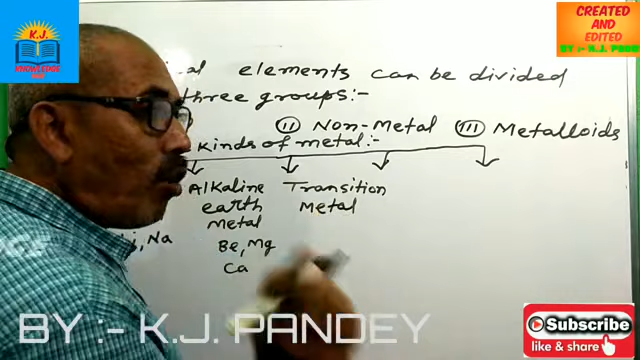 K.J.
KNOWLEDGE
CREATED
AND
EDITED
BY :- K.J. PAND
elements can be divided
three groups:-
II Non-Metal III Metalloids
kinds of metal:-
Alkaline Transition
earth Metal
Metal
, Na Be, Mg
Ca
BY :- K.J. PANDEY
Subscribe
like & share